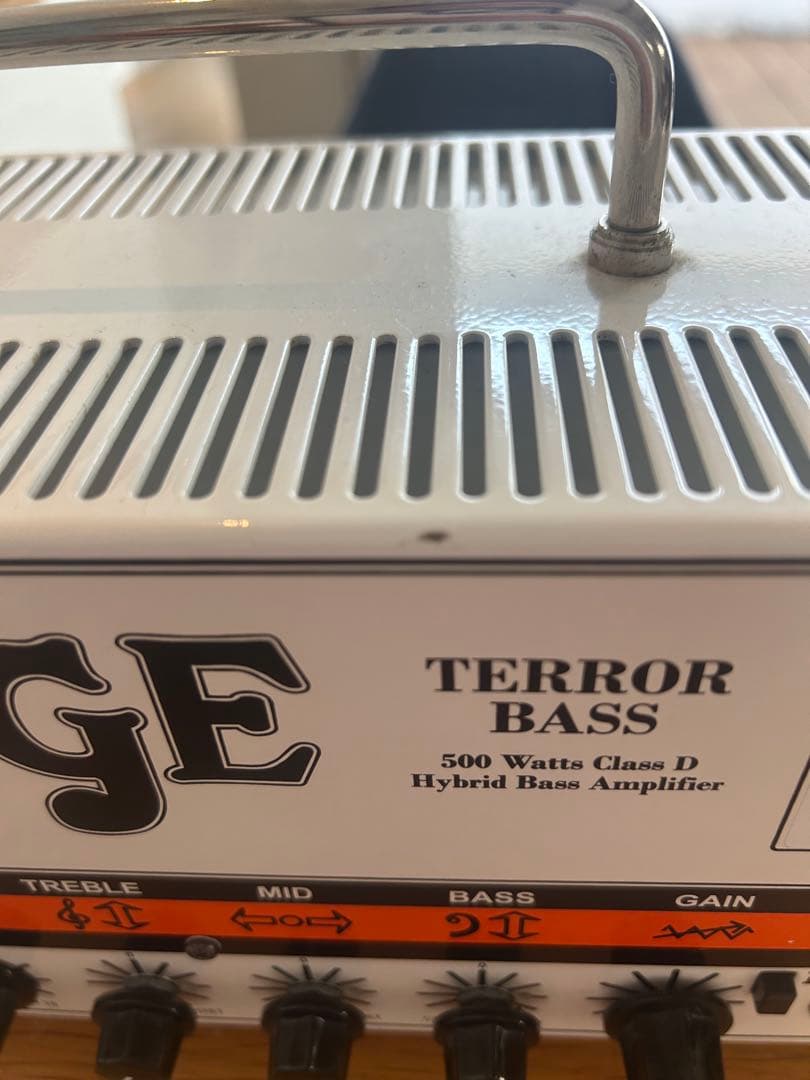 GE
TERROR
BASS
500 Watts Class D
Hybrid Bass Amplifier
TREBLE MID BASS GAIN